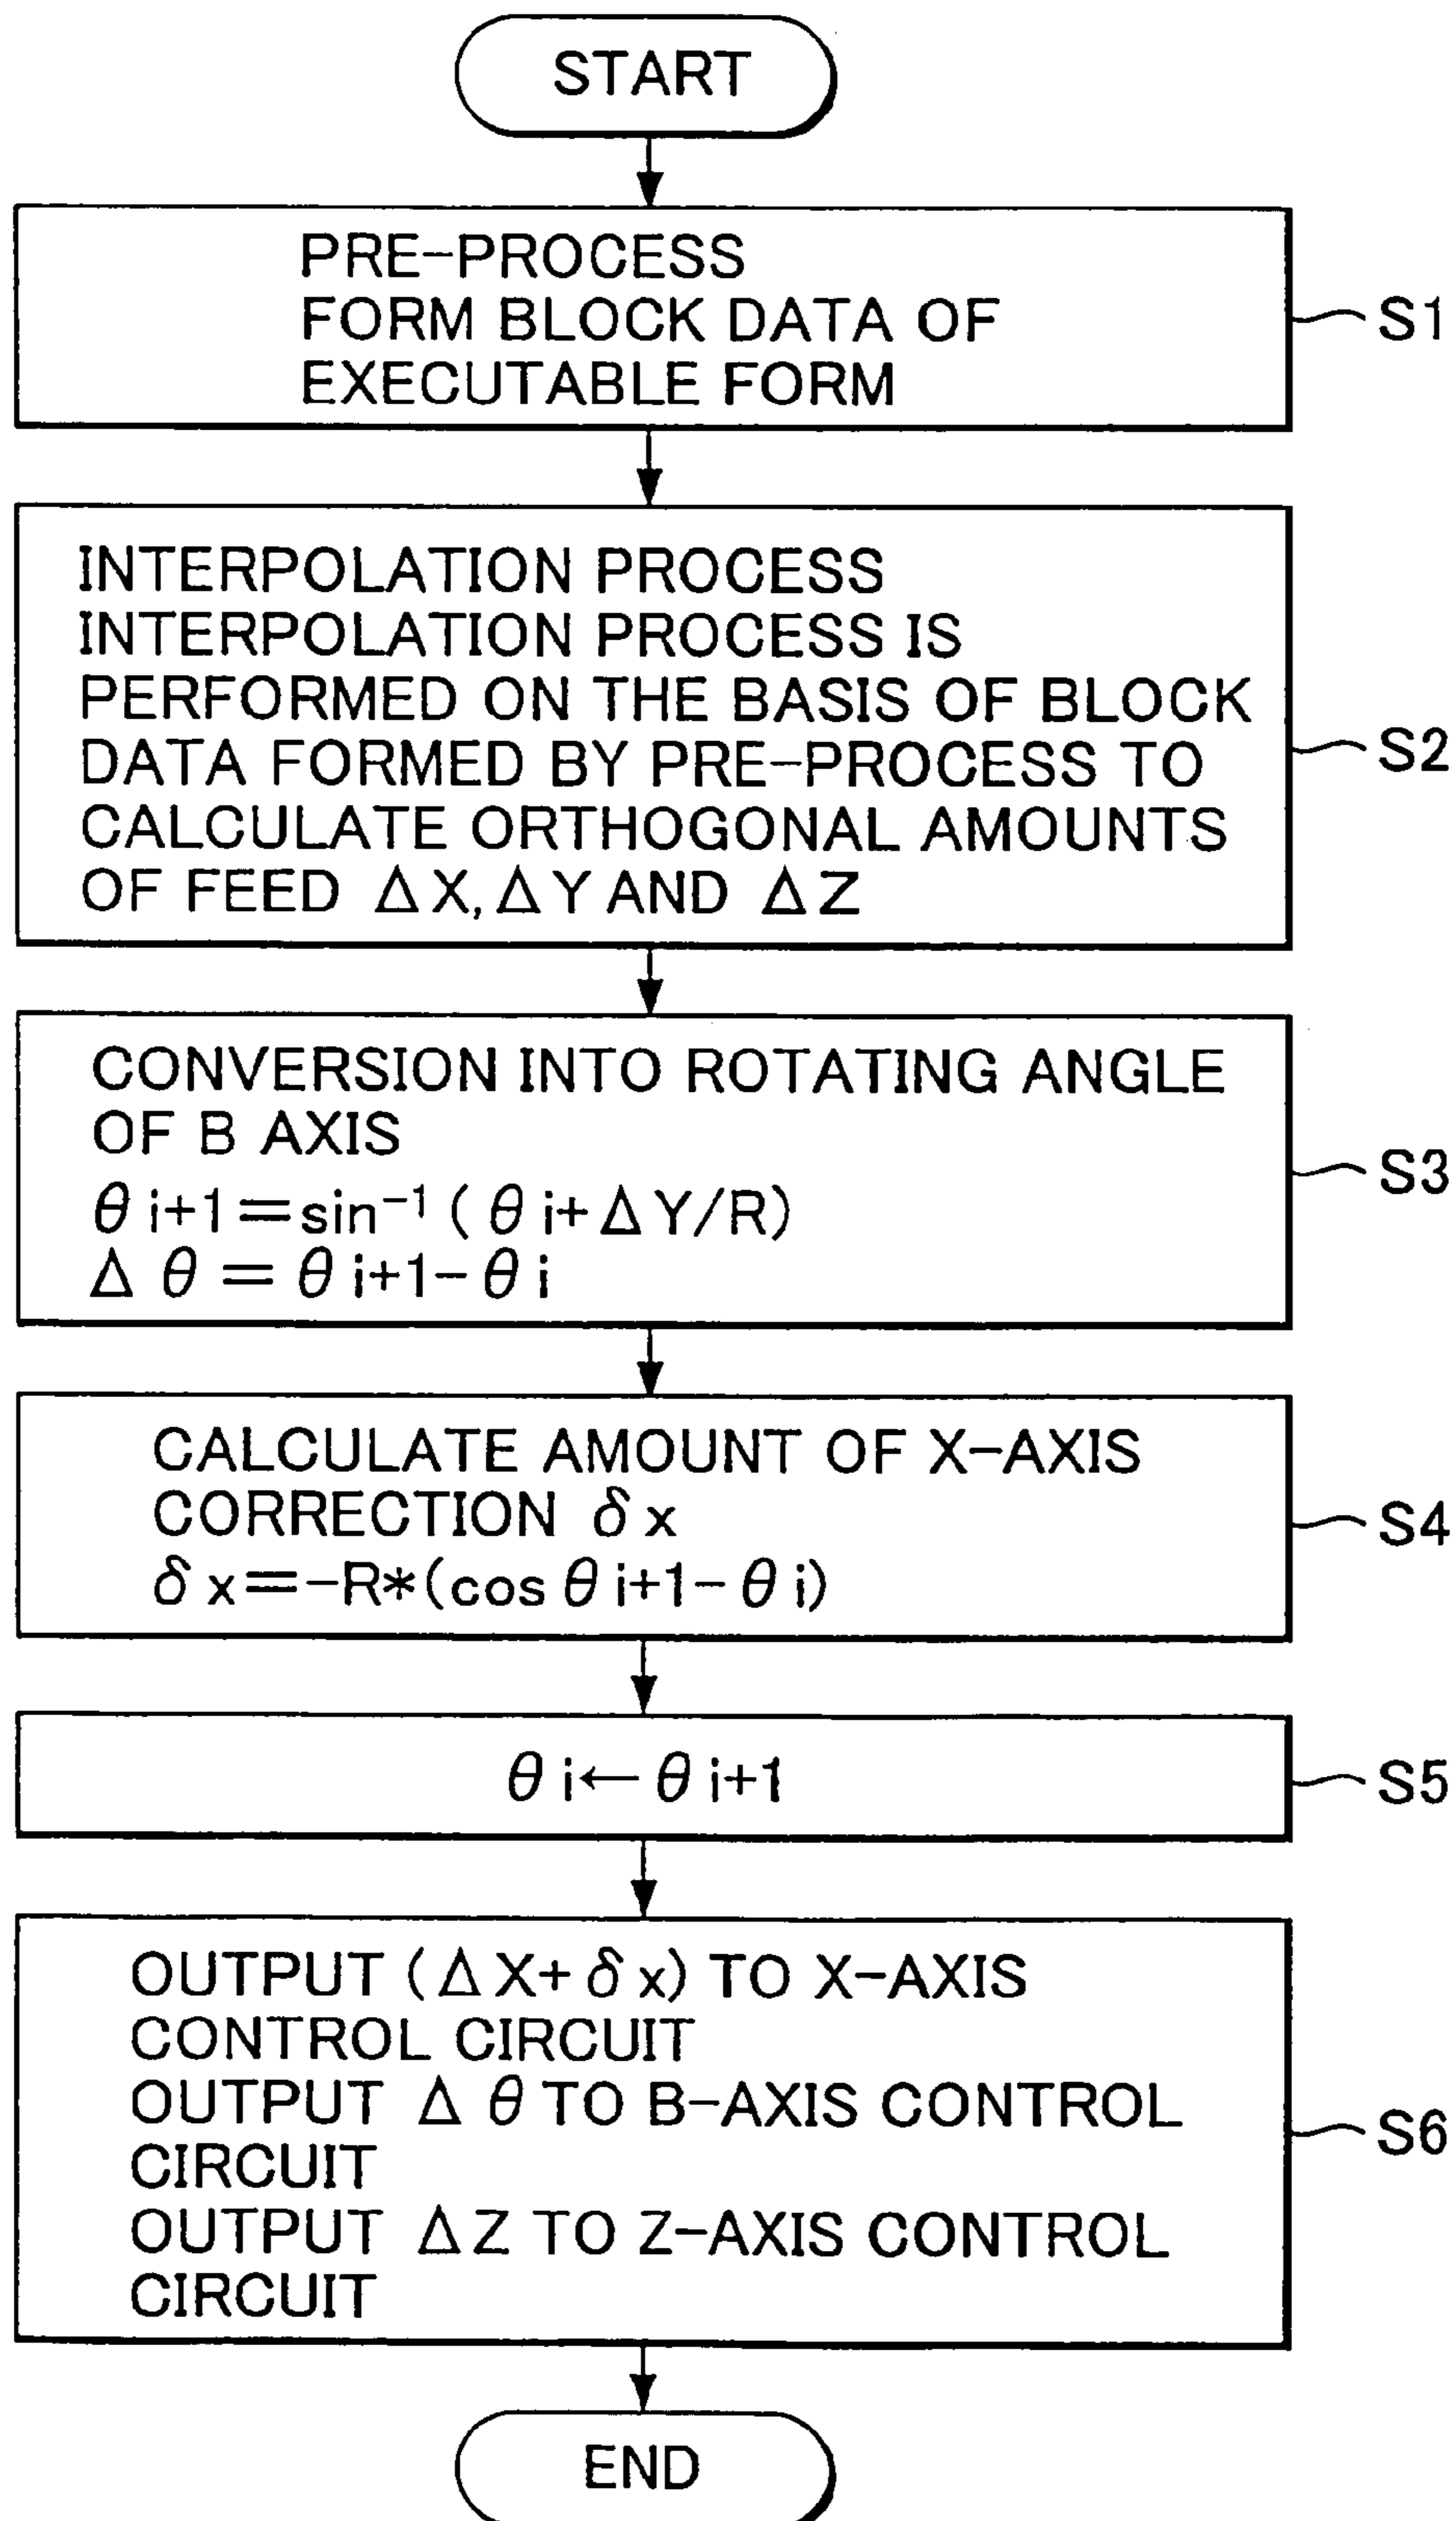 START
PRE-PROCESS
FORM BLOCK DATA OF
EXECUTABLE FORM
S1
INTERPOLATION PROCESS
INTERPOLATION PROCESS IS
PERFORMED ON THE BASIS OF BLOCK
DATA FORMED BY PRE-PROCESS TO
CALCULATE ORTHOGONAL AMOUNTS
OF FEED ΔX, ΔY AND ΔZ
S2
CONVERSION INTO ROTATING ANGLE
OF B AXIS
θ i+1=sin⁻¹ ( θ i+ΔY/R)
Δ θ = θ i+1- θ i
S3
CALCULATE AMOUNT OF X-AXIS
CORRECTION δ x
δ x=-R*(cos θ i+1- θ i)
S4
θ i← θ i+1
S5
OUTPUT (ΔX+ δ x) TO X-AXIS
CONTROL CIRCUIT
OUTPUT Δ θ TO B-AXIS CONTROL
CIRCUIT
OUTPUT ΔZ TO Z-AXIS CONTROL
CIRCUIT
S6
END